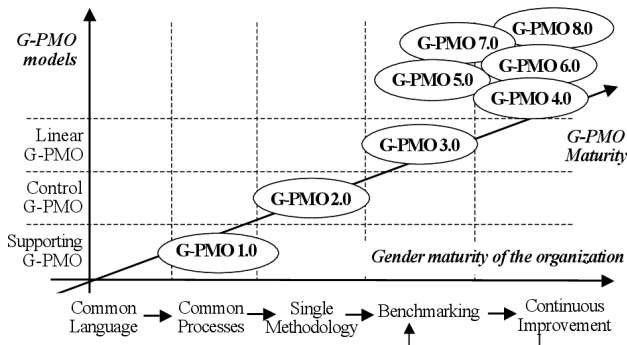 G-PMO
models
G-PMO 8.0
G-PMO 7.0
G-PMO 6.0
G-PMO 5.0
G-PMO 4.0
G-PMO
Maturity
Linear
G-PMO
G-PMO 3.0
Control
G-PMO
G-PMO 2.0
Supporting
G-PMO
G-PMO 1.0
Gender maturity of the organization
Common
Language
Common
Processes
Single
Methodology
Benchmarking
Continuous
Improvement